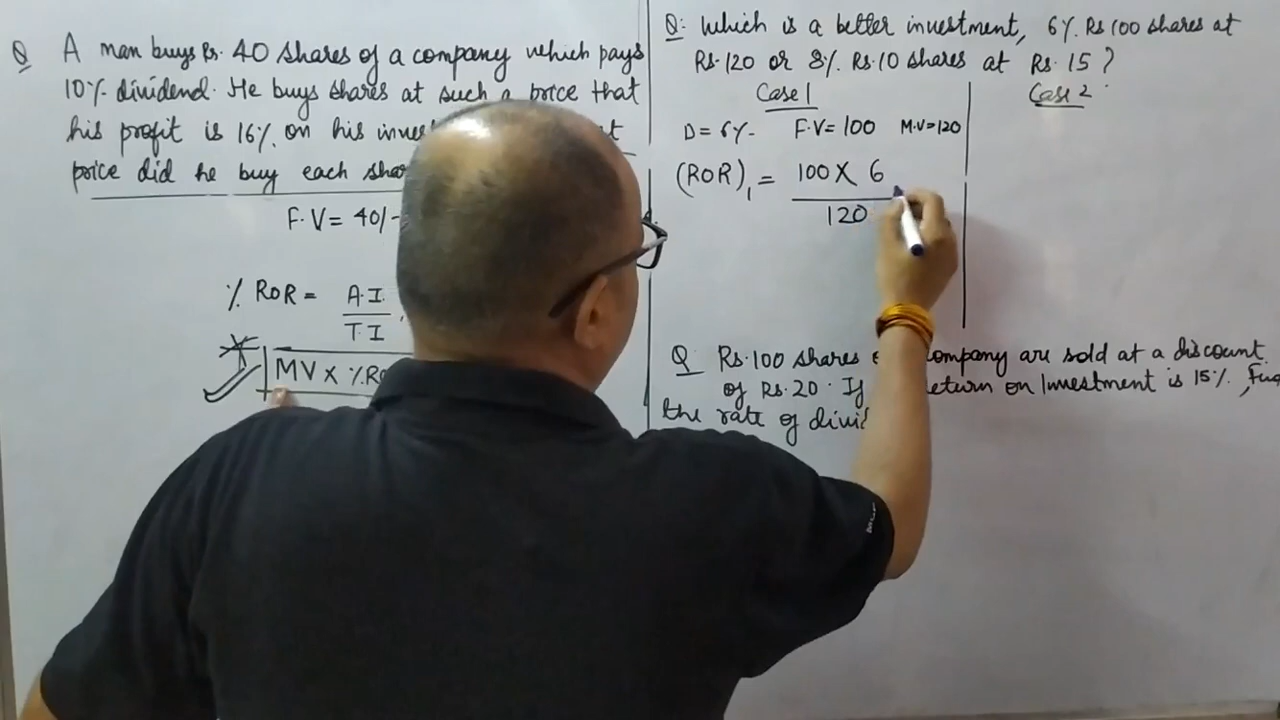 Q A man buys Rs. 40 shares of a company which pays
10% dividend. He buys shares at such a price that
his profit is 16% on his
price did he buy each
F.V = 40/-
% ROR = A.I
T.I
MV X %
Q: Which is a better investment, 6% Rs 100 shares at
Rs. 120 or 8% Rs. 10 shares at Rs. 15 ?
Case 1
Case 2
D = 6% F.V = 100 M.V = 120
(ROR)1 = 100 X 6
120
Q Rs. 100 shares company are sold at a discount
of Rs. 20. If return on Investment is 15%,
the rate of